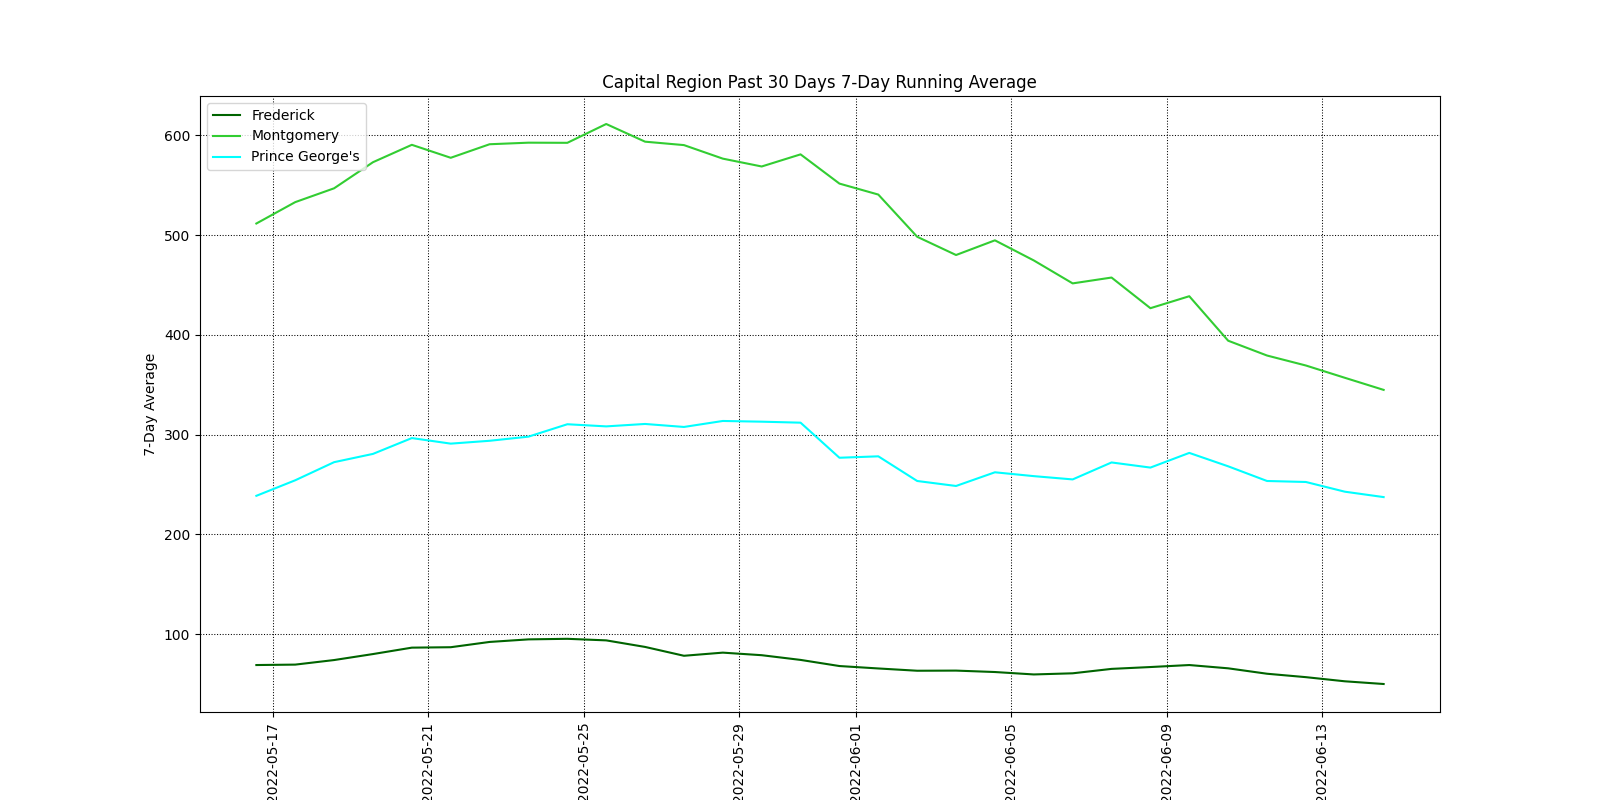 Capital Region Past 30 Days 7-Day Running Average
Frederick
Montgomery
Prince George's
600
500
400
300
200
100
7-Day Average
2022-05-17
2022-05-21
2022-05-25
2022-05-29
2022-06-01
2022-06-05
2022-06-09
2022-06-13